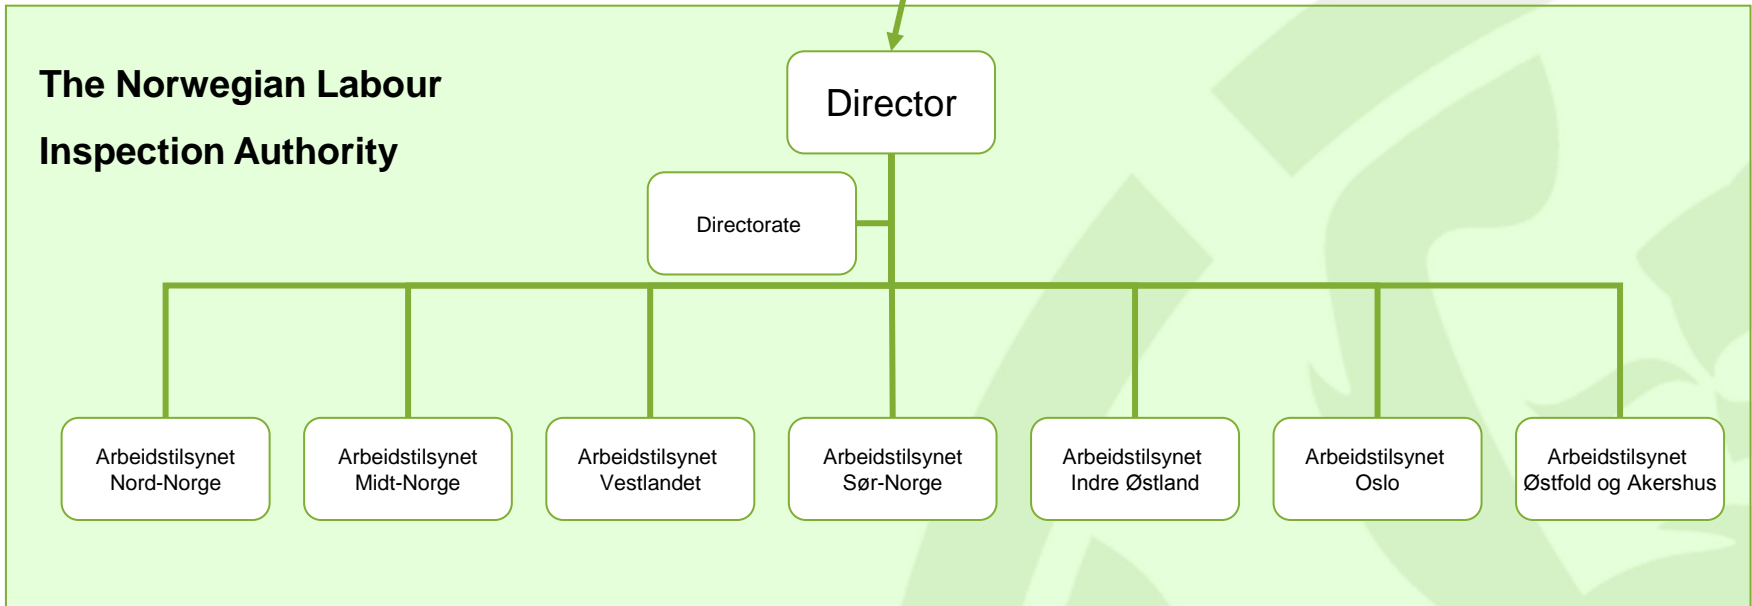 The Norwegian Labour
Inspection Authority
Director
Directorate
Arbeidstilsynet
Nord-Norge
Arbeidstilsynet
Midt-Norge
Arbeidstilsynet
Vestlandet
Arbeidstilsynet
Sør-Norge
Arbeidstilsynet
Indre Østland
Arbeidstilsynet
Oslo
Arbeidstilsynet
Østfold og Akershus